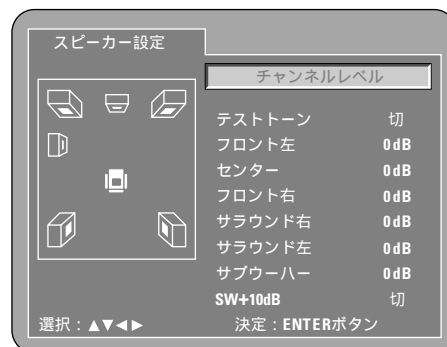 スピーカー設定
チャンネルレベル
テストトーン 切
フロント左 0dB
センター 0dB
フロント右 0dB
サラウンド右 0dB
サラウンド左 0dB
サブウーハー 0dB
SW+10dB 切
選択：▲▼◀▶ 決定：ENTERボタン